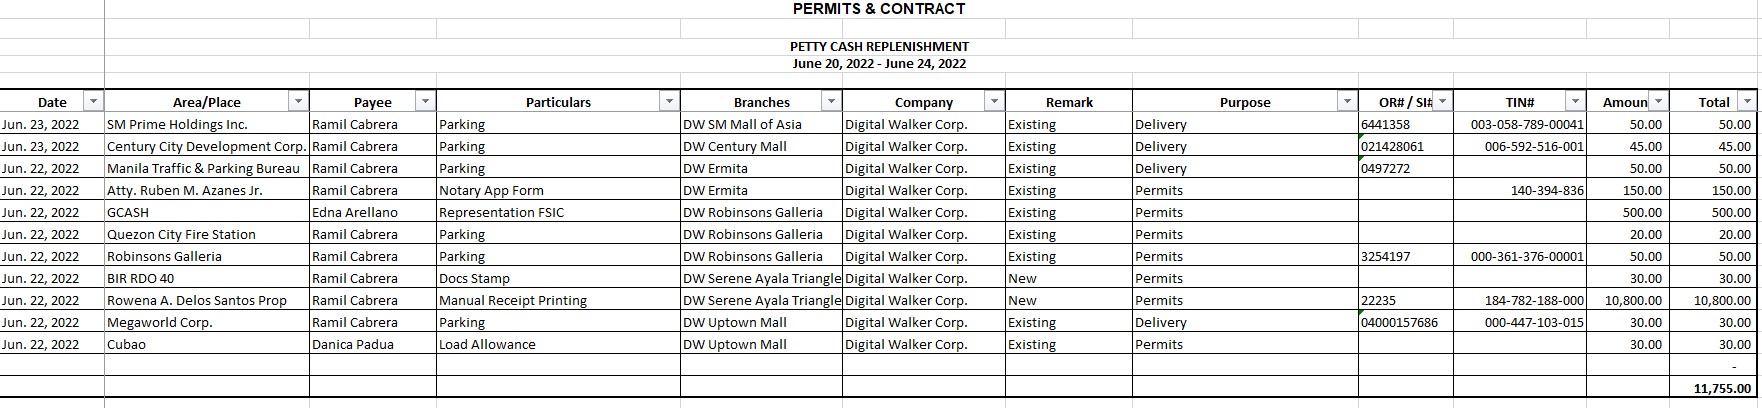 PERMITS & CONTRACT
PETTY CASH REPLENISHMENT
June 20, 2022 - June 24, 2022
Date Area/Place Payee Particulars Branches Company Remark Purpose OR# / SI# TIN# Amoun Total
Jun. 23, 2022 SM Prime Holdings Inc. Ramil Cabrera Parking DW SM Mall of Asia Digital Walker Corp. Existing Delivery 6441358 003-058-789-00041 50.00 50.00
Jun. 23, 2022 Century City Development Corp. Ramil Cabrera Parking DW Century Mall Digital Walker Corp. Existing Delivery 021428061 006-592-516-001 45.00 45.00
Jun. 22, 2022 Manila Traffic & Parking Bureau Ramil Cabrera Parking DW Ermita Digital Walker Corp. Existing Delivery 0497272 50.00 50.00
Jun. 22, 2022 Atty. Ruben M. Azanes Jr. Ramil Cabrera Notary App Form DW Ermita Digital Walker Corp. Existing Permits 140-394-836 150.00 150.00
Jun. 22, 2022 GCASH Edna Arellano Representation FSIC DW Robinsons Galleria Digital Walker Corp. Existing Permits 500.00 500.00
Jun. 22, 2022 Quezon City Fire Station Ramil Cabrera Parking DW Robinsons Galleria Digital Walker Corp. Existing Permits 20.00 20.00
Jun. 22, 2022 Robinsons Galleria Ramil Cabrera Parking DW Robinsons Galleria Digital Walker Corp. Existing Permits 3254197 000-361-376-00001 50.00 50.00
Jun. 22, 2022 BIR RDO 40 Ramil Cabrera Docs Stamp DW Serene Ayala Triangle Digital Walker Corp. New Permits 30.00 30.00
Jun. 22, 2022 Rowena A. Delos Santos Prop Ramil Cabrera Manual Receipt Printing DW Serene Ayala Triangle Digital Walker Corp. New Permits 22235 184-782-188-000 10,800.00 10,800.00
Jun. 22, 2022 Megaworld Corp. Ramil Cabrera Parking DW Uptown Mall Digital Walker Corp. Existing Delivery 04000157686 000-447-103-015 30.00 30.00
Jun. 22, 2022 Cubao Danica Padua Load Allowance DW Uptown Mall Digital Walker Corp. Existing Permits 30.00 30.00
-
11,755.00